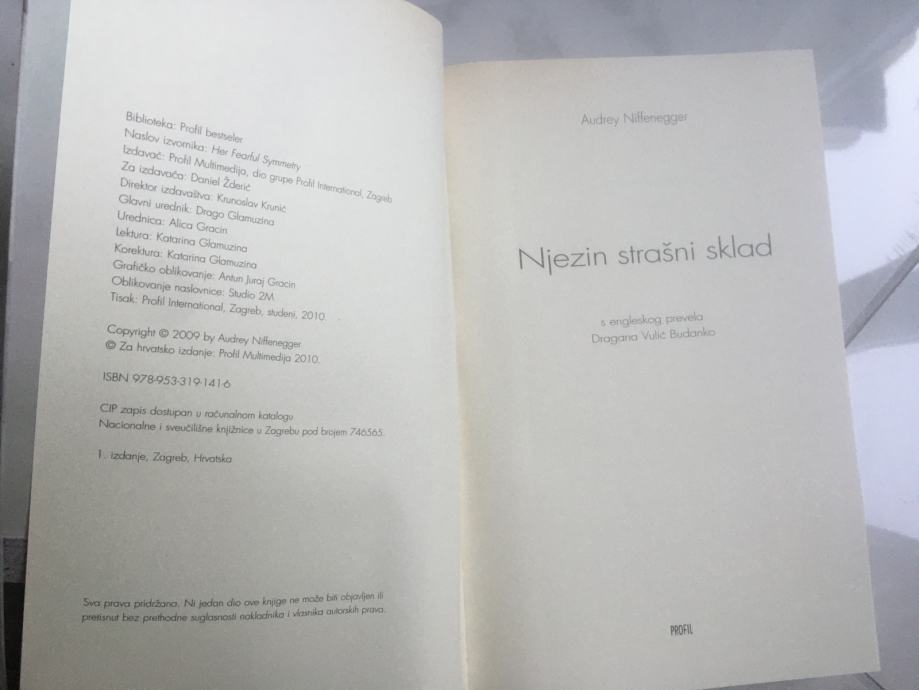 Biblioteka: Profil bestseler
Naslov izvornika: Her Fearful Symmetry
Izdavač: Profil Multimedija, dio grupe Profil International, Zagreb
Za izdavača: Daniel Žderić
Direktor izdavaštva: Krunoslav Krunić
Glavni urednik: Drago Glamuzina
Urednica: Alica Gracin
Lektura: Katarina Glamuzina
Korektura: Katarina Glamuzina
Grafičko oblikovanje: Antun Juraj Gracin
Oblikovanje naslovnice: Studio 2M
Tisak: Profil International, Zagreb, studeni, 2010.
Copyright © 2009 by Audrey Niffenegger
© Za hrvatsko izdanje: Profil Multimedija 2010.
ISBN 978-953-319-141-6
CIP zapis dostupan u računalnom katalogu
Nacionalne i sveučilišne knjižnice u Zagrebu pod brojem 746565.
1. izdanje, Zagreb, Hrvatska
Sva prava pridržana. Ni jedan dio ove knjige ne može biti objavljen ili
pretisnut bez prethodne suglasnosti nakladnika i vlasnika autorskih prava.
Audrey Niffenegger
Njezin strašni sklad
s engleskog prevela
Dragana Vulić Budanko
PROFIL